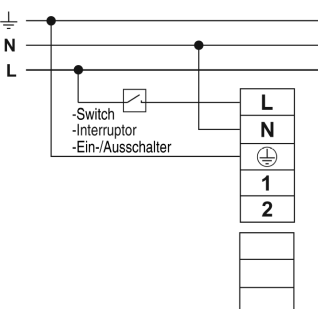 N
L
-Switch
-Interruptor
-Ein-/Ausschalter
L
N
1
2